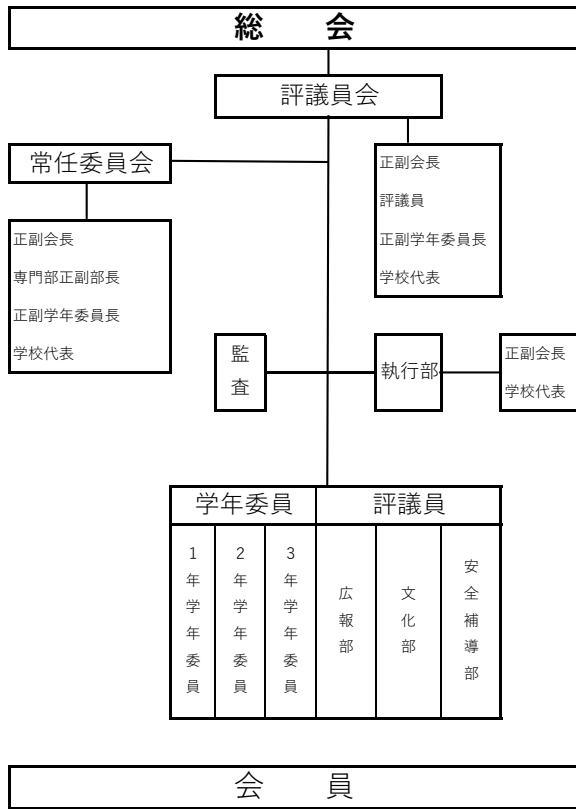 総　会
評議員会
常任委員会
正副会長
評議員
正副学年委員長
学校代表
正副会長
専門部正副部長
正副学年委員長
学校代表
監査
執行部
正副会長
学校代表
学年委員
評議員
1年学年委員
2年学年委員
3年学年委員
広報部
文化部
安全補導部
会　員